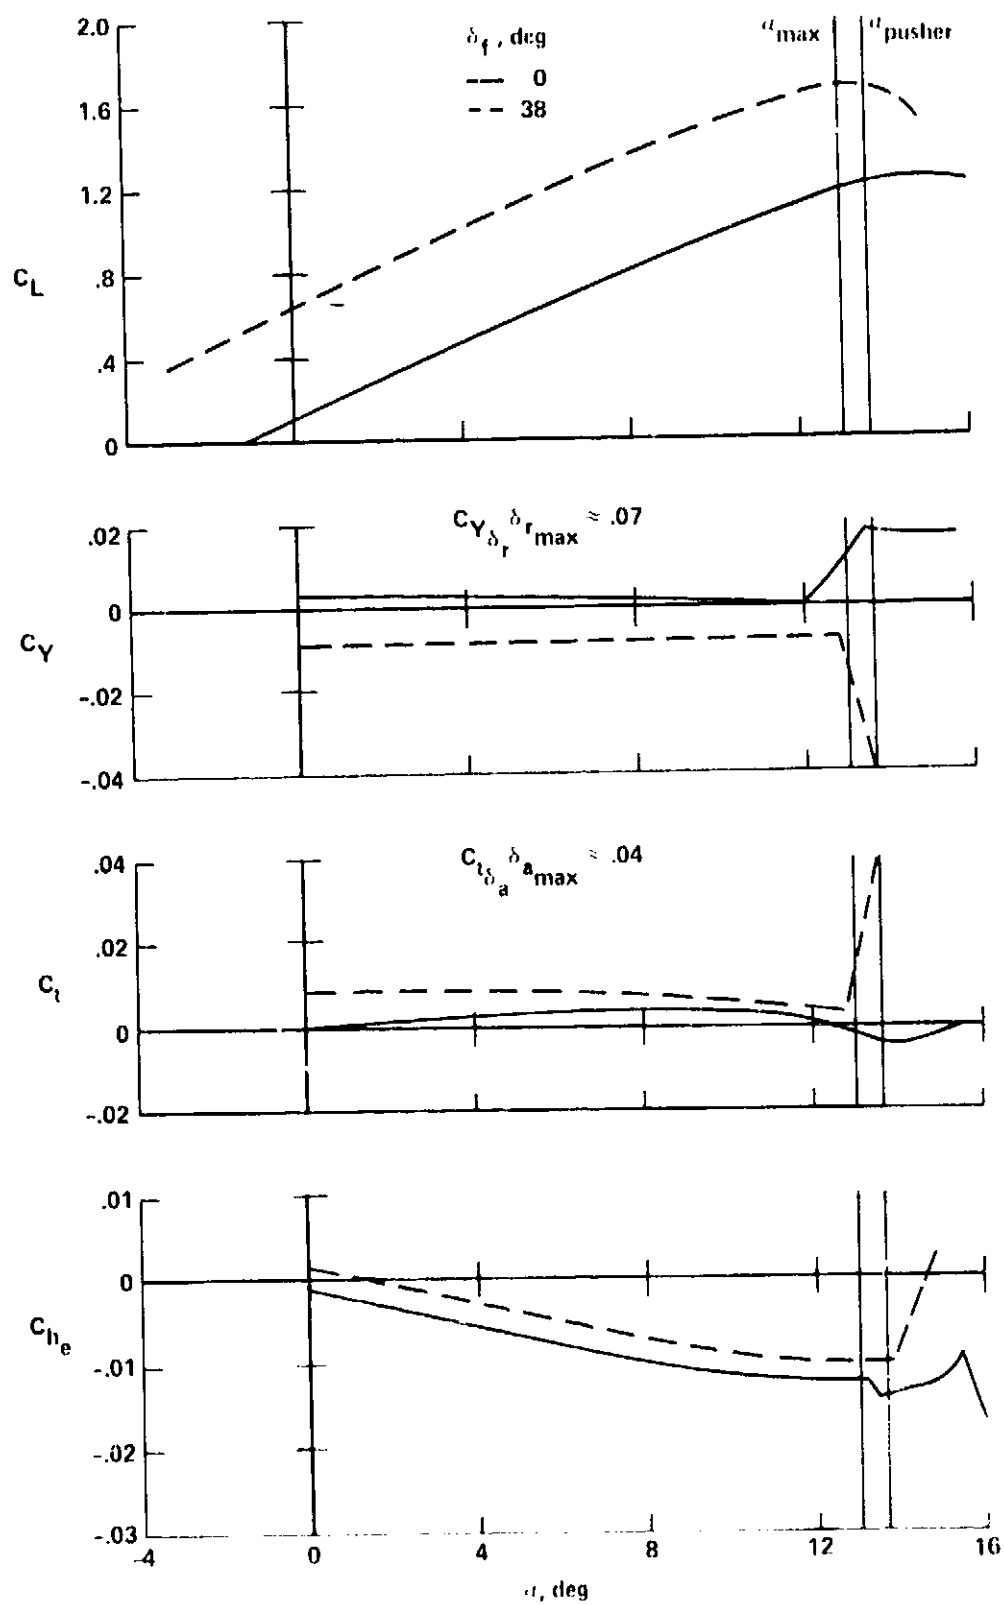 δf, deg
0
38
αmax
αpusher
2.0
1.6
1.2
.8
.4
0
CL
CYδr δrmax ≈ .07
.02
0
-.02
-.04
CY
Clδa δamax ≈ .04
.04
.02
0
-.02
Cl
.01
0
-.01
-.02
-.03
Che
-4
0
4
8
12
16
α, deg